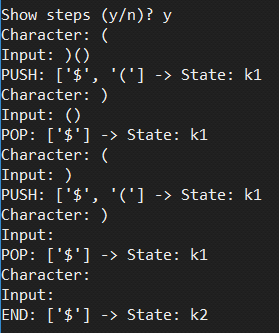 Show steps (y/n)? y
Character: (
Input: )()
PUSH: ['$', '('] -> State: k1
Character: )
Input: ()
POP: ['$'] -> State: k1
Character: (
Input: )
PUSH: ['$', '('] -> State: k1
Character: )
Input:
POP: ['$'] -> State: k1
Character:
Input:
END: ['$'] -> State: k2